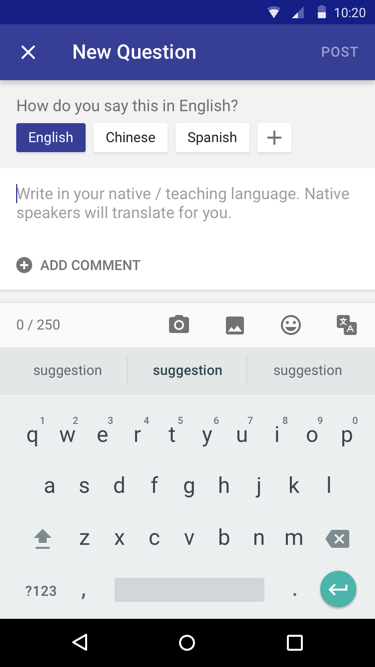 10:20
New Question
POST
How do you say this in English?
English Chinese Spanish +
Write in your native / teaching language. Native
speakers will translate for you.
ADD COMMENT
0 / 250
suggestion suggestion suggestion
1 2 3 4 5 6 7 8 9 0
q w e r t y u i o p
a s d f g h j k l
z x c v b n m
?123 , .